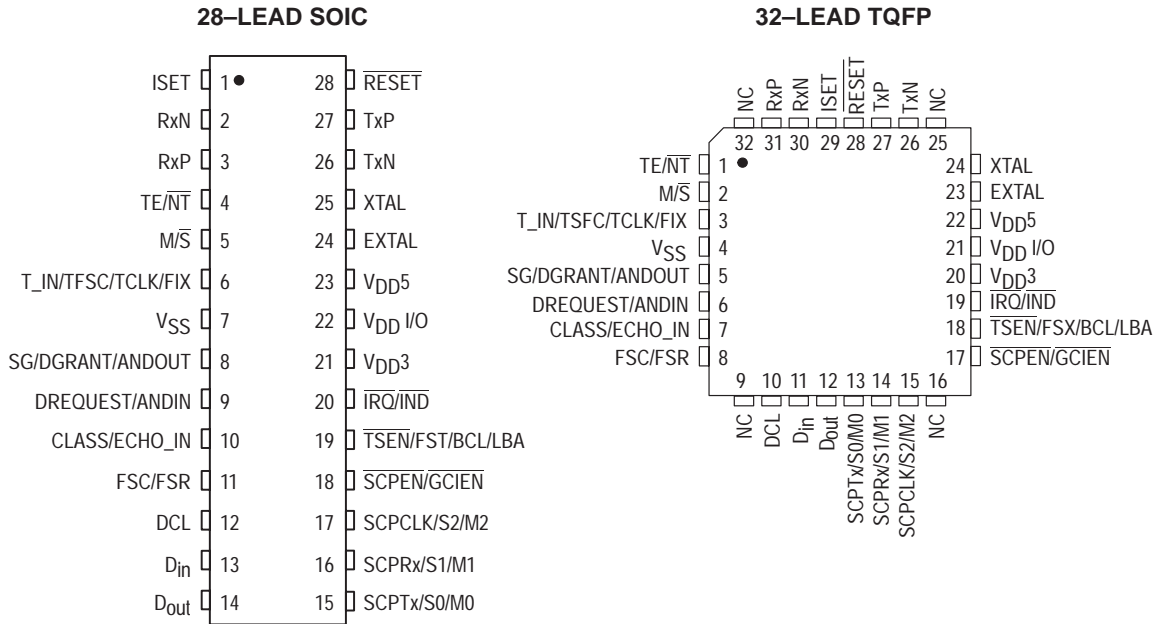 28–LEAD SOIC
ISET 1 28 RESET
RxN 2 27 TxP
RxP 3 26 TxN
TE/NT 4 25 XTAL
M/S 5 24 EXTAL
T_IN/TFSC/TCLK/FIX 6 23 VDD5
VSS 7 22 VDD I/O
SG/DGRANT/ANDOUT 8 21 VDD3
DREQUEST/ANDIN 9 20 IRQ/IND
CLASS/ECHO_IN 10 19 TSEN/FST/BCL/LBA
FSC/FSR 11 18 SCPEN/GCIEN
DCL 12 17 SCPCLK/S2/M2
Din 13 16 SCPRx/S1/M1
Dout 14 15 SCPTx/S0/M0
32–LEAD TQFP
NC RxP RxN ISET RESET TxP TxN NC
32 31 30 29 28 27 26 25
TE/NT 1 24 XTAL
M/S 2 23 EXTAL
T_IN/TSFC/TCLK/FIX 3 22 VDD5
VSS 4 21 VDD I/O
SG/DGRANT/ANDOUT 5 20 VDD3
DREQUEST/ANDIN 6 19 IRQ/IND
CLASS/ECHO_IN 7 18 TSEN/FSX/BCL/LBA
FSC/FSR 8 17 SCPEN/GCIEN
9 10 11 12 13 14 15 16
NC DCL Din Dout SCPTx/S0/M0 SCPRx/S1/M1 SCPCLK/S2/M2 NC